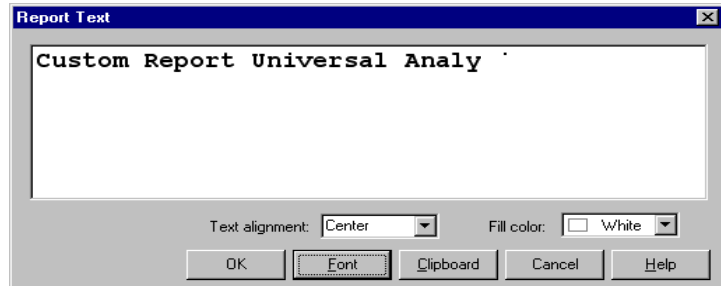 Report Text
Custom Report Universal Analy
Text alignment: Center Fill color: White
OK Font Clipboard Cancel Help